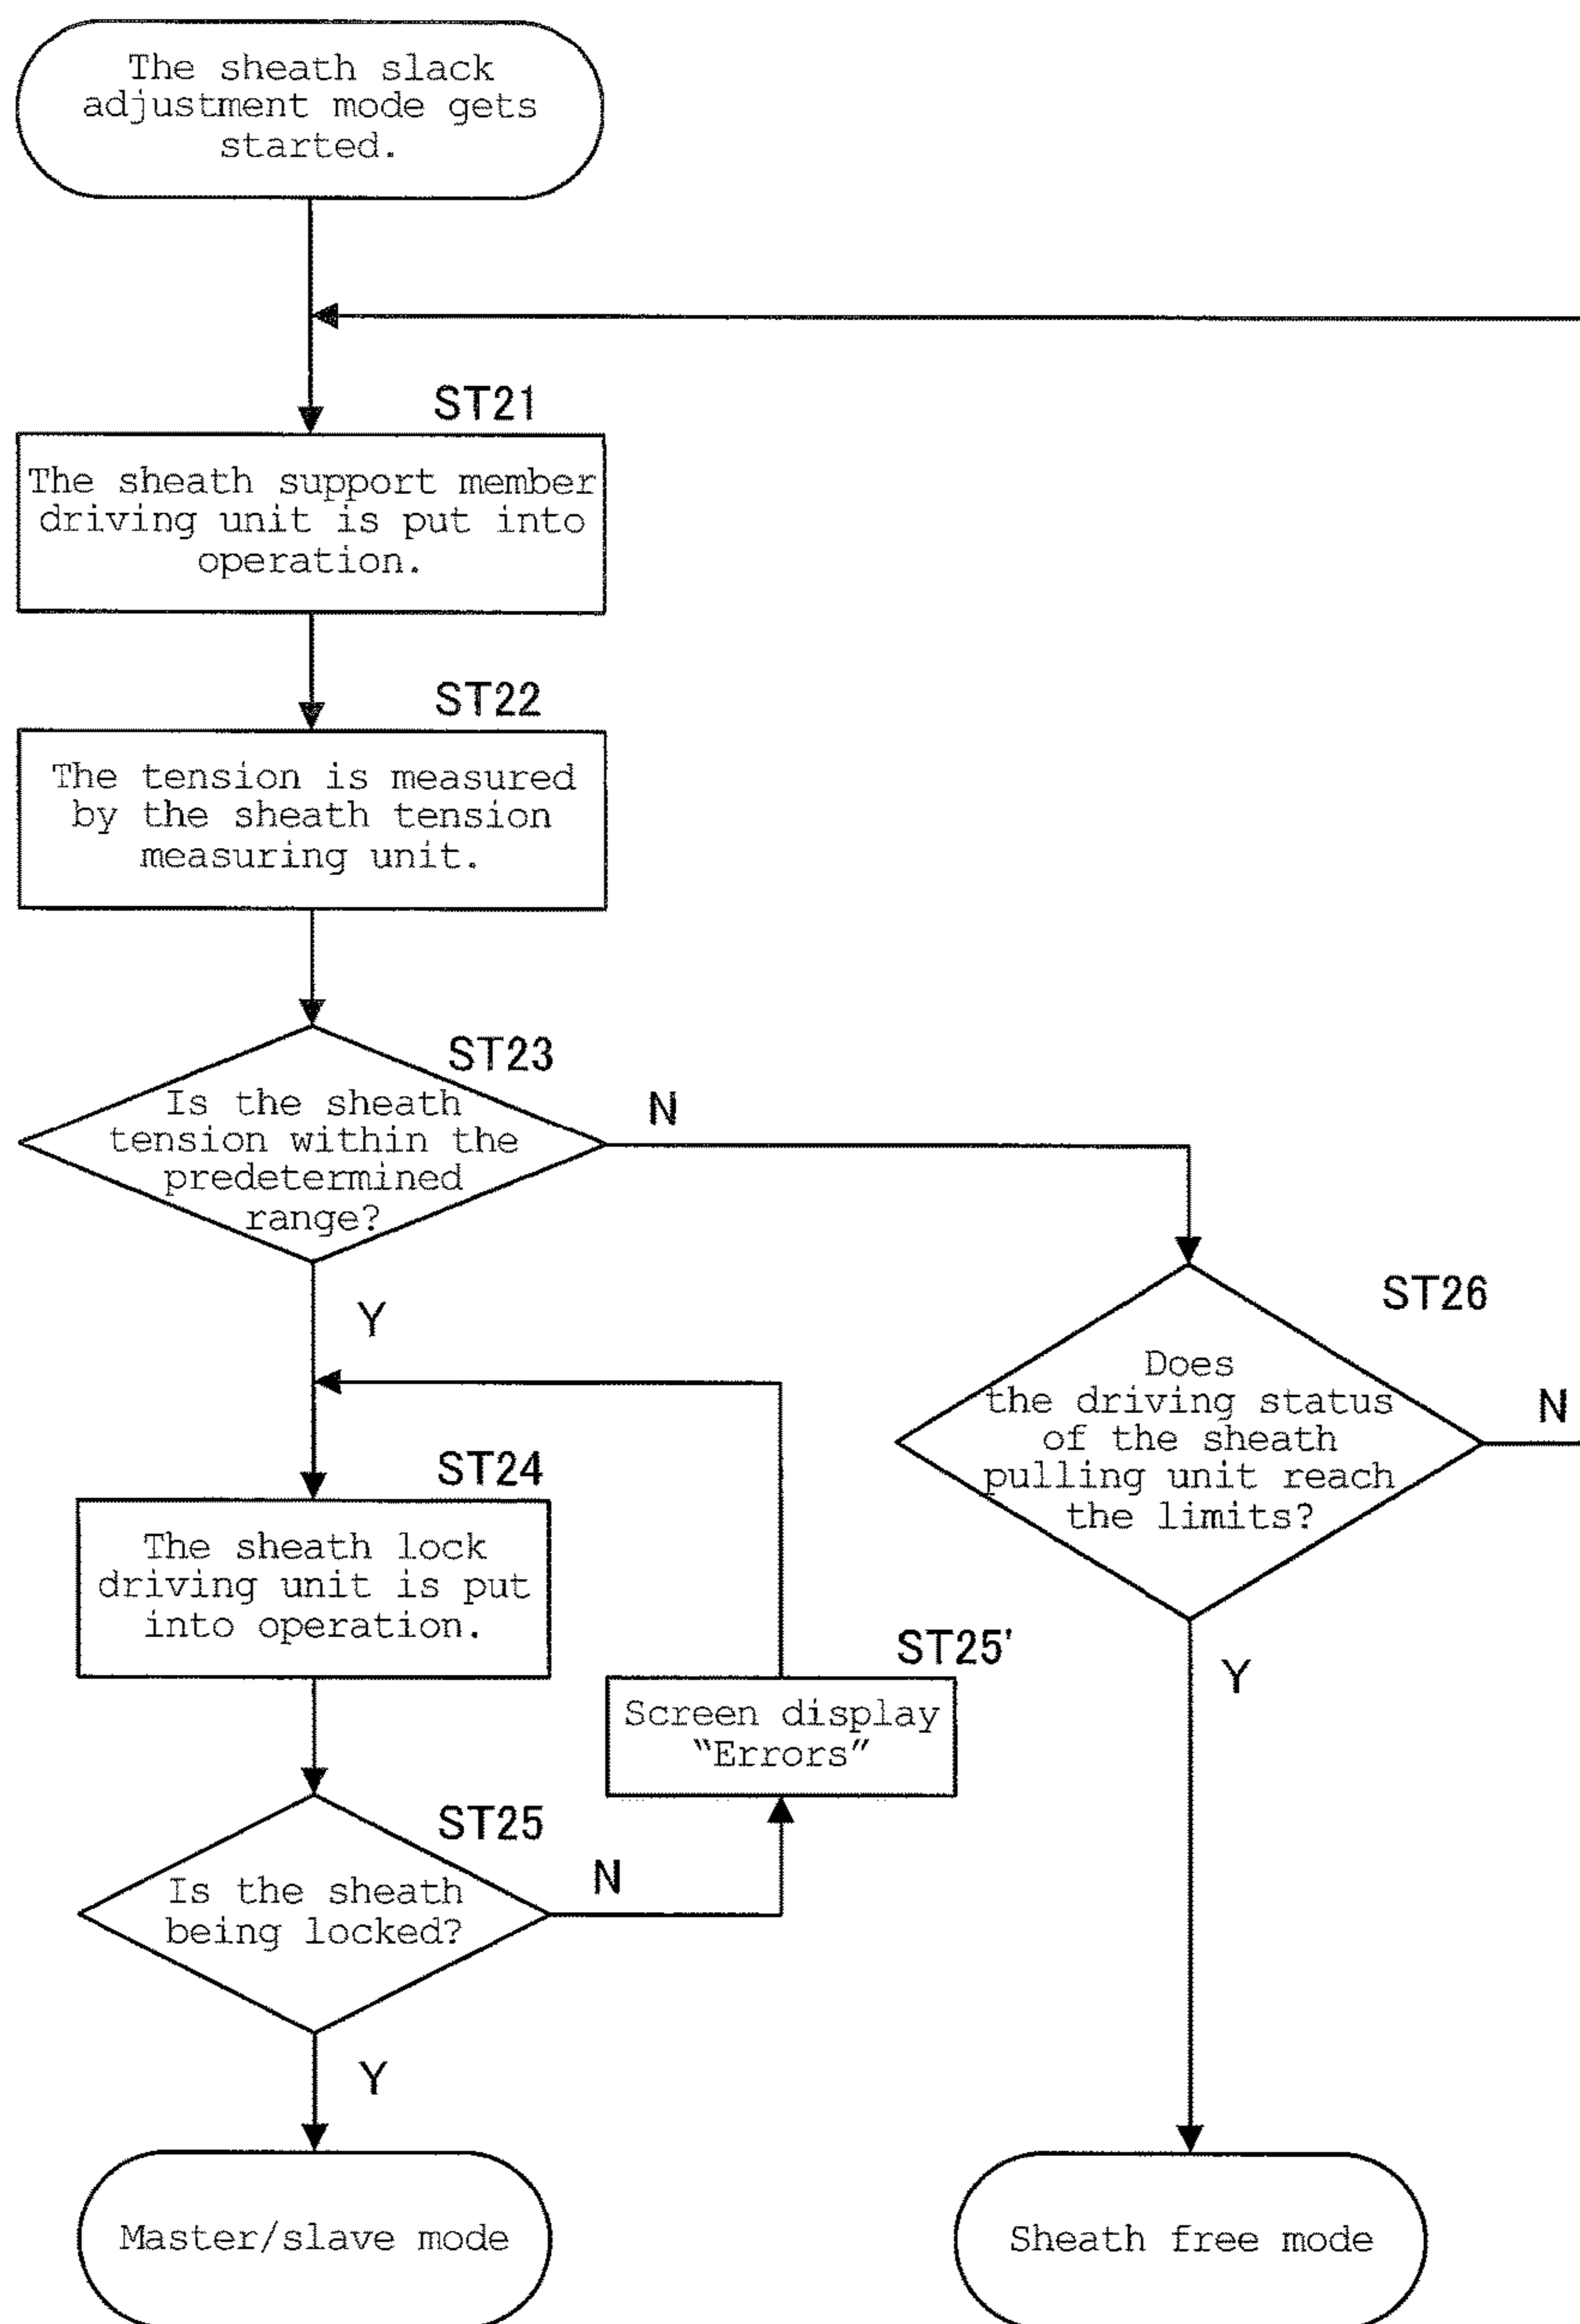 The sheath slack
adjustment mode gets
started.
ST21
The sheath support member
driving unit is put into
operation.
ST22
The tension is measured
by the sheath tension
measuring unit.
ST23
Is the sheath
tension within the
predetermined
range?
N
Y
ST26
Does
the driving status
of the sheath
pulling unit reach
the limits?
N
Y
ST24
The sheath lock
driving unit is put
into operation.
ST25'
Screen display
“Errors”
ST25
Is the sheath
being locked?
N
Y
Master/slave mode
Sheath free mode